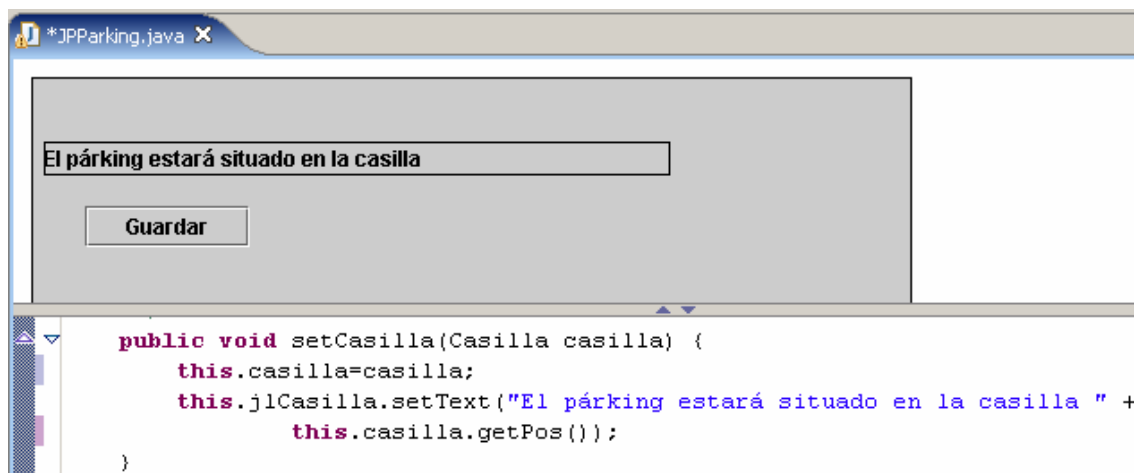 *JPParking.java
El párking estará situado en la casilla
Guardar
public void setCasilla(Casilla casilla) {
this.casilla=casilla;
this.jlCasilla.setText("El párking estará situado en la casilla " +
this.casilla.getPos());
}